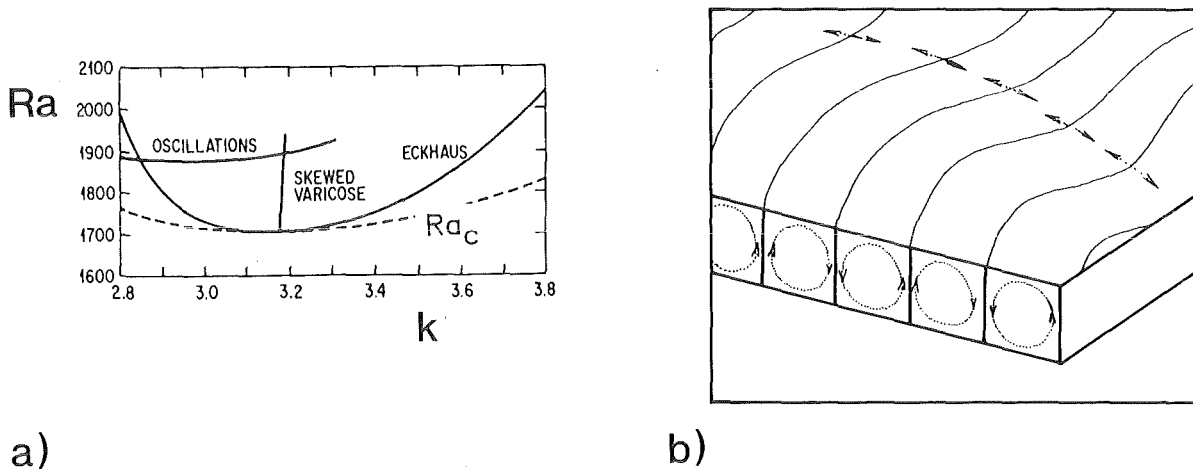 2100
Ra
2000
OSCILLATIONS
1900
ECKHAUS
SKEWED
VARICOSE
1800
1700
Ra_c
1600
2.8 3.0 3.2 3.4 3.6 3.8
k
a)
b)